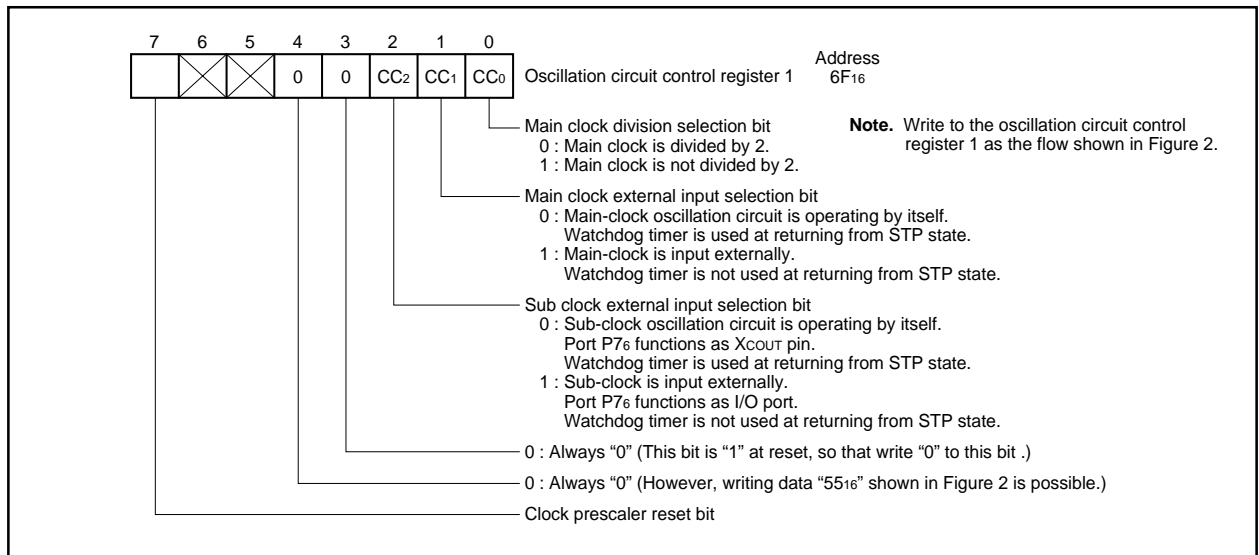 7 6 5 4 3 2 1 0
0 0 CC2 CC1 CC0 Oscillation circuit control register 1
Address
6F16
Main clock division selection bit
0 : Main clock is divided by 2.
1 : Main clock is not divided by 2.
Note. Write to the oscillation circuit control
register 1 as the flow shown in Figure 2.
Main clock external input selection bit
0 : Main-clock oscillation circuit is operating by itself.
Watchdog timer is used at returning from STP state.
1 : Main-clock is input externally.
Watchdog timer is not used at returning from STP state.
Sub clock external input selection bit
0 : Sub-clock oscillation circuit is operating by itself.
Port P76 functions as XCOUT pin.
Watchdog timer is used at returning from STP state.
1 : Sub-clock is input externally.
Port P76 functions as I/O port.
Watchdog timer is not used at returning from STP state.
0 : Always “0” (This bit is “1” at reset, so that write “0” to this bit .)
0 : Always “0” (However, writing data “5516” shown in Figure 2 is possible.)
Clock prescaler reset bit